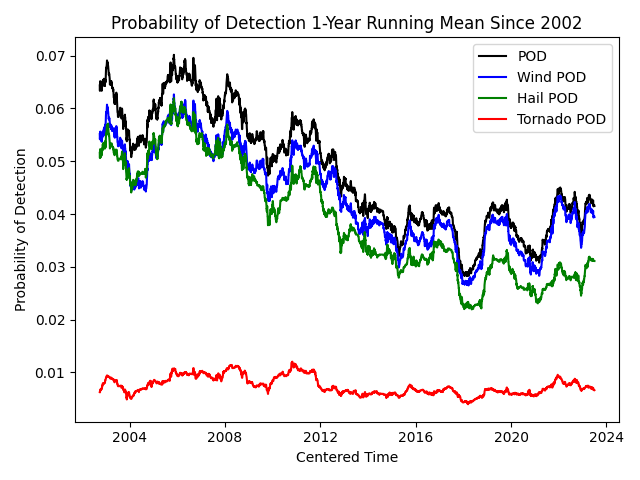 Probability of Detection 1-Year Running Mean Since 2002
POD
Wind POD
Hail POD
Tornado POD
Probability of Detection
0.07
0.06
0.05
0.04
0.03
0.02
0.01
2004 2008 2012 2016 2020 2024
Centered Time